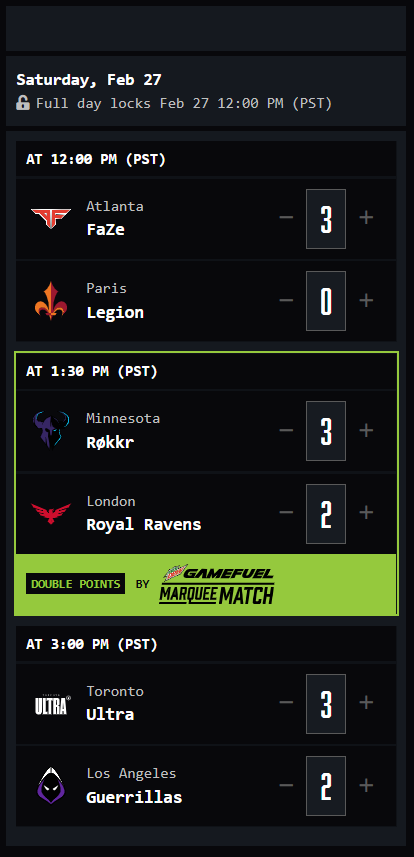 Saturday, Feb 27
Full day locks Feb 27 12:00 PM (PST)
AT 12:00 PM (PST)
Atlanta
FaZe
− 3 +
Paris
Legion
− 0 +
AT 1:30 PM (PST)
Minnesota
Røkkr
− 3 +
London
Royal Ravens
− 2 +
DOUBLE POINTS BY GAMEFUEL
MARQUEE MATCH
AT 3:00 PM (PST)
ULTRA
Toronto
Ultra
− 3 +
Los Angeles
Guerrillas
− 2 +